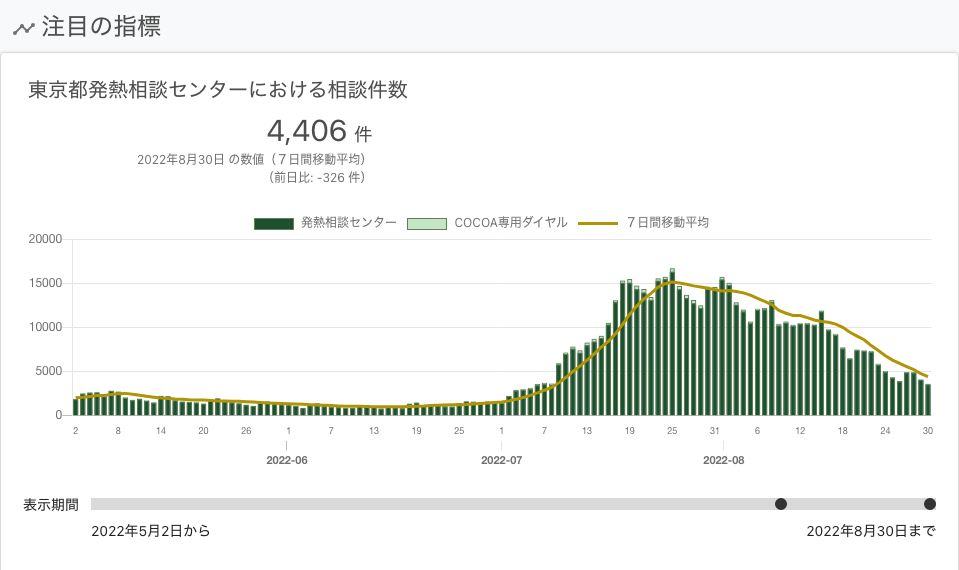 注目の指標
東京都発熱相談センターにおける相談件数
4,406 件
2022年8月30日 の数値（７日間移動平均）
（前日比: -326 件）
発熱相談センター COCOA専用ダイヤル ７日間移動平均
20000
15000
10000
5000
0
2 8 14 20 26 1 7 13 19 25 1 7 13 19 25 31 6 12 18 24 30
2022-06 2022-07 2022-08
表示期間
2022年5月2日から 2022年8月30日まで